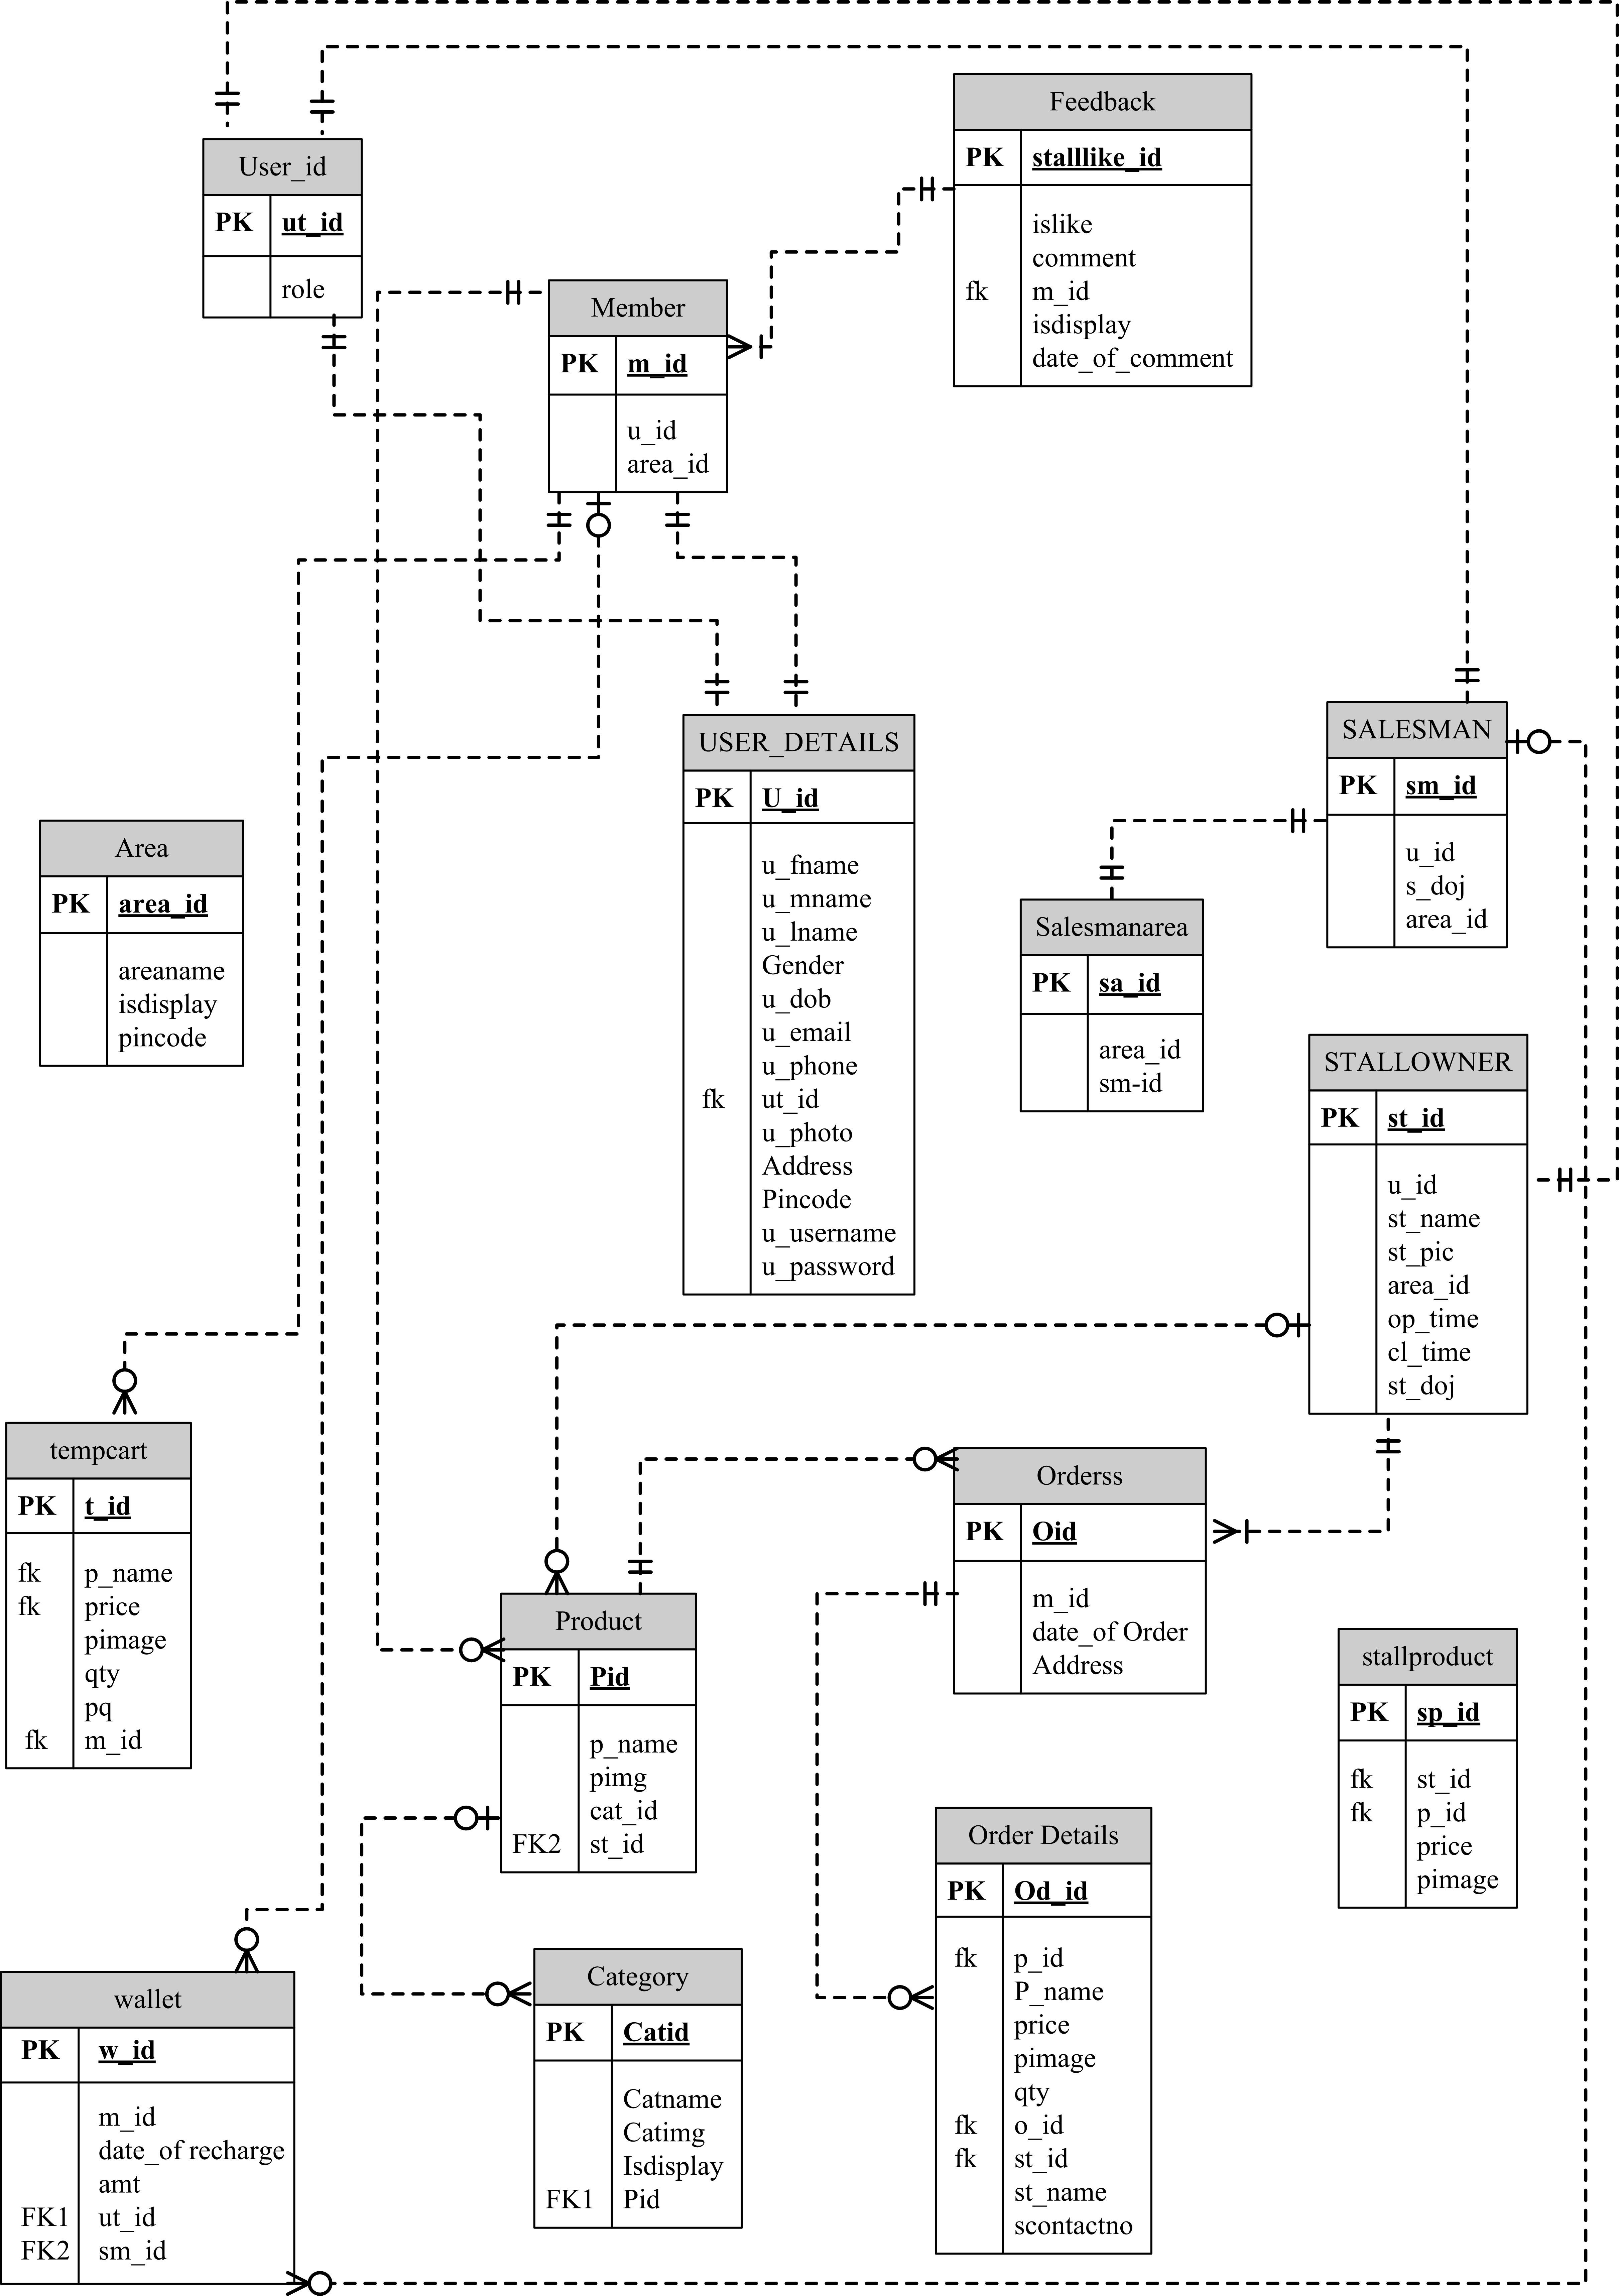 User_id
PK ut_id
role
Feedback
PK stalllike_id
islike
comment
fk m_id
isdisplay
date_of_comment
Member
PK m_id
u_id
area_id
USER_DETAILS
PK U_id
u_fname
u_mname
u_lname
Gender
u_dob
u_email
u_phone
fk ut_id
u_photo
Address
Pincode
u_username
u_password
SALESMAN
PK sm_id
u_id
s_doj
area_id
Area
PK area_id
areaname
isdisplay
pincode
Salesmanarea
PK sa_id
area_id
sm-id
STALLOWNER
PK st_id
u_id
st_name
st_pic
area_id
op_time
cl_time
st_doj
tempcart
PK t_id
fk p_name
fk price
pimage
qty
pq
fk m_id
Orderss
PK Oid
m_id
date_of Order
Address
Product
PK Pid
p_name
pimg
cat_id
FK2 st_id
stallproduct
PK sp_id
fk st_id
fk p_id
price
pimage
Order Details
PK Od_id
fk p_id
P_name
price
pimage
qty
fk o_id
fk st_id
st_name
scontactno
Category
PK Catid
Catname
Catimg
Isdisplay
FK1 Pid
wallet
PK w_id
m_id
date_of recharge
amt
FK1 ut_id
FK2 sm_id